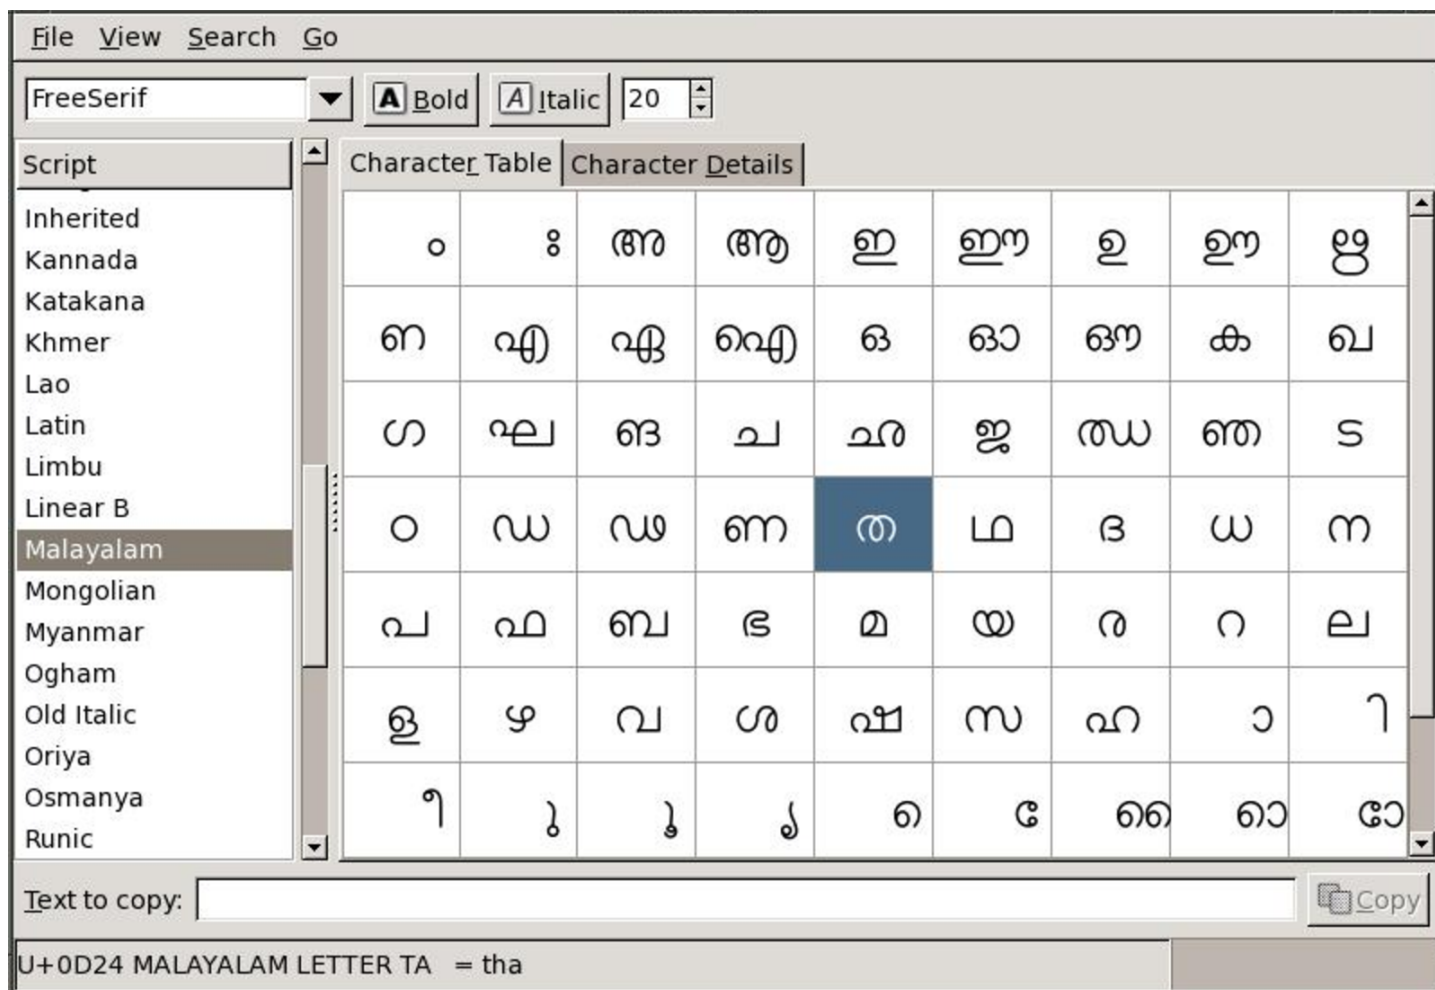 File View Search Go
FreeSerif A Bold A Italic 20
Script
Character Table Character Details
Inherited
Kannada
Katakana
Khmer
Lao
Latin
Limbu
Linear B
Malayalam
Mongolian
Myanmar
Ogham
Old Italic
Oriya
Osmanya
Runic
ം ഃ അ ആ ഇ ഈ ഉ ഊ ഋ
ഌ എ ഏ ഐ ഒ ഓ ഔ ക ഖ
ഗ ഘ ങ ച ഛ ജ ഝ ഞ ട
ഠ ഡ ഢ ണ ത ഥ ദ ധ ന
പ ഫ ബ ഭ മ യ ര റ ല
ള ഴ വ ശ ഷ സ ഹ ാ ി
ീ ു ൂ ൃ െ േ ൈ ൊ ോ
Text to copy: Copy
U+0D24 MALAYALAM LETTER TA = tha